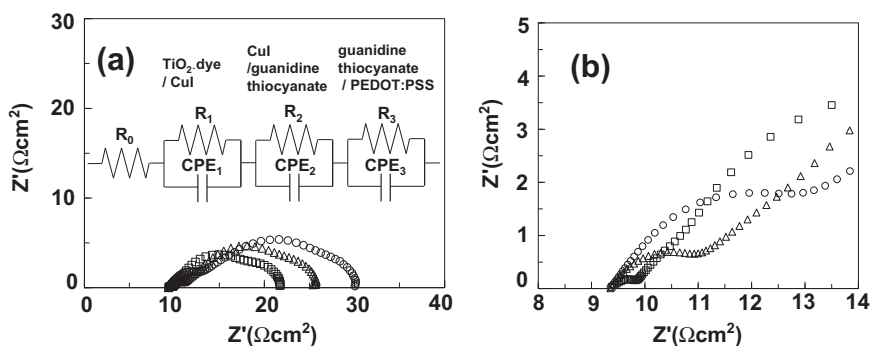 30
20
10
0
Z'(Ωcm²)
(a)
TiO₂.dye
/ CuI
CuI
/guanidine
thiocyanate
guanidine
thiocyanate
/ PEDOT:PSS
R₀
R₁
R₂
R₃
CPE₁
CPE₂
CPE₃
0 10 20 30 40
Z'(Ωcm²)
5
4
3
2
1
0
Z'(Ωcm²)
(b)
8 9 10 11 12 13 14
Z'(Ωcm²)